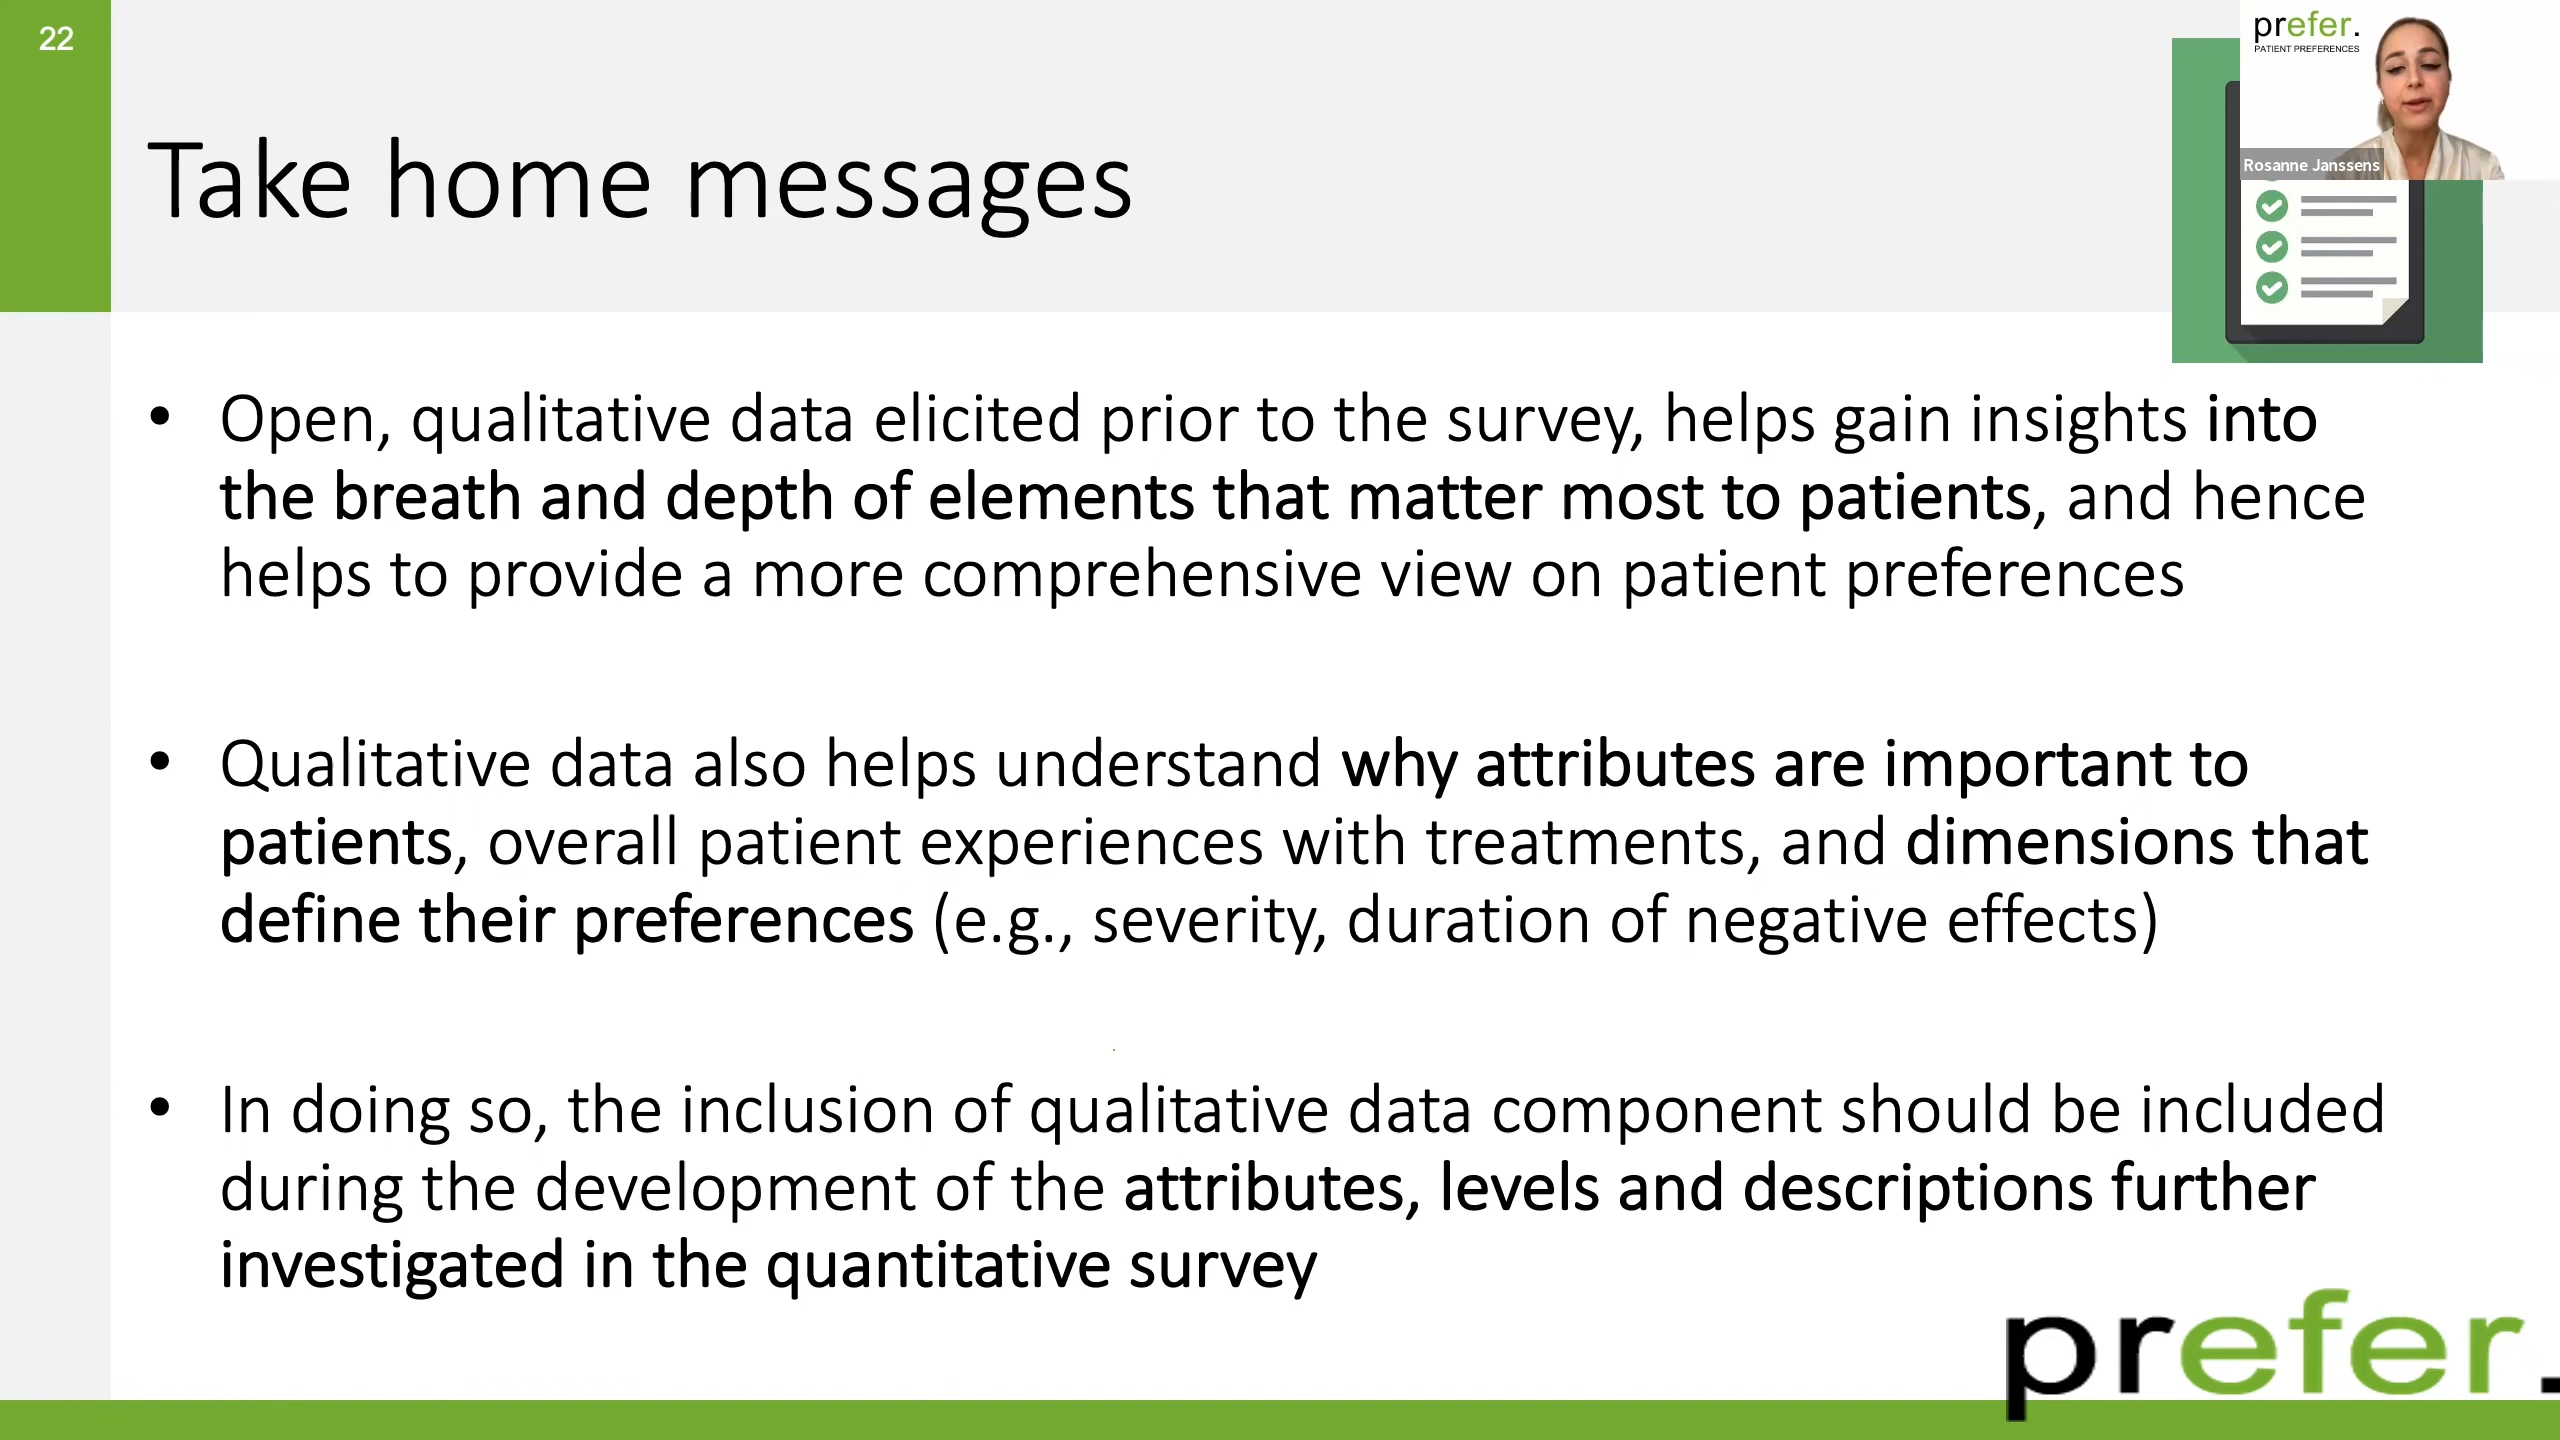 22
prefer.
PATIENT PREFERENCES
Rosanne Janssens
Take home messages
• Open, qualitative data elicited prior to the survey, helps gain insights into
the breath and depth of elements that matter most to patients, and hence
helps to provide a more comprehensive view on patient preferences
• Qualitative data also helps understand why attributes are important to
patients, overall patient experiences with treatments, and dimensions that
define their preferences (e.g., severity, duration of negative effects)
• In doing so, the inclusion of qualitative data component should be included
during the development of the attributes, levels and descriptions further
investigated in the quantitative survey
prefer.